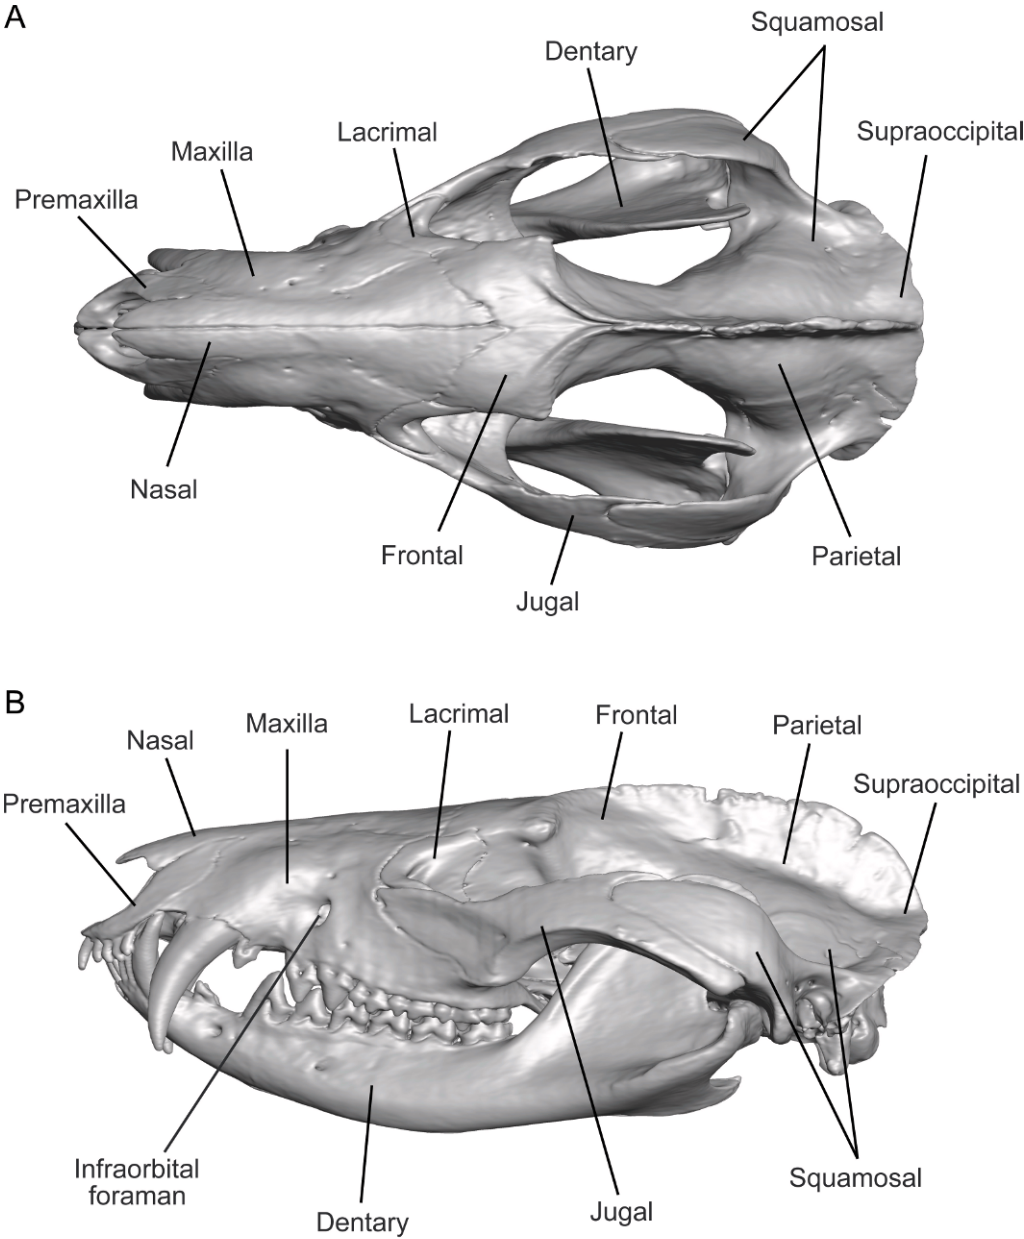 A
Squamosal
Dentary
Lacrimal
Supraoccipital
Maxilla
Premaxilla
Nasal
Frontal
Parietal
Jugal
B
Lacrimal
Frontal
Maxilla
Parietal
Nasal
Supraoccipital
Premaxilla
Infraorbital
foraman
Squamosal
Jugal
Dentary